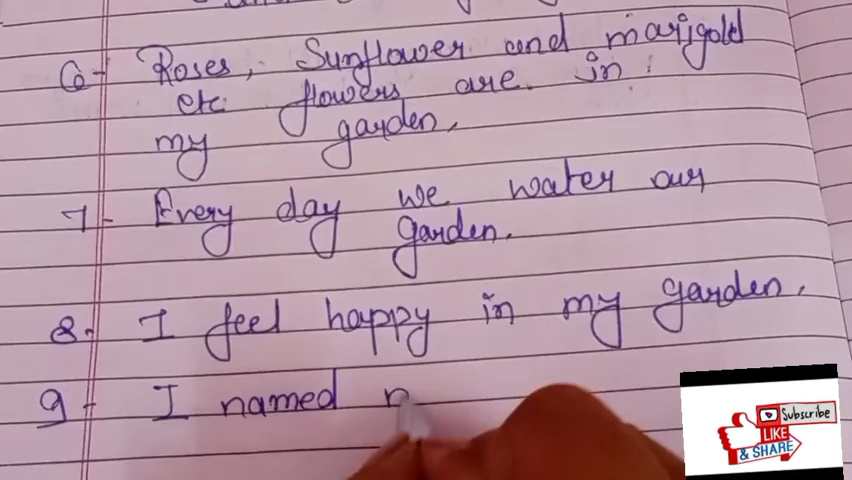 6- Roses, Sunflower and marigold
etc. flowers are in
my garden.
7- Every day we water our
garden.
8- I feel happy in my garden.
9- I named
Subscribe
LIKE
& SHARE